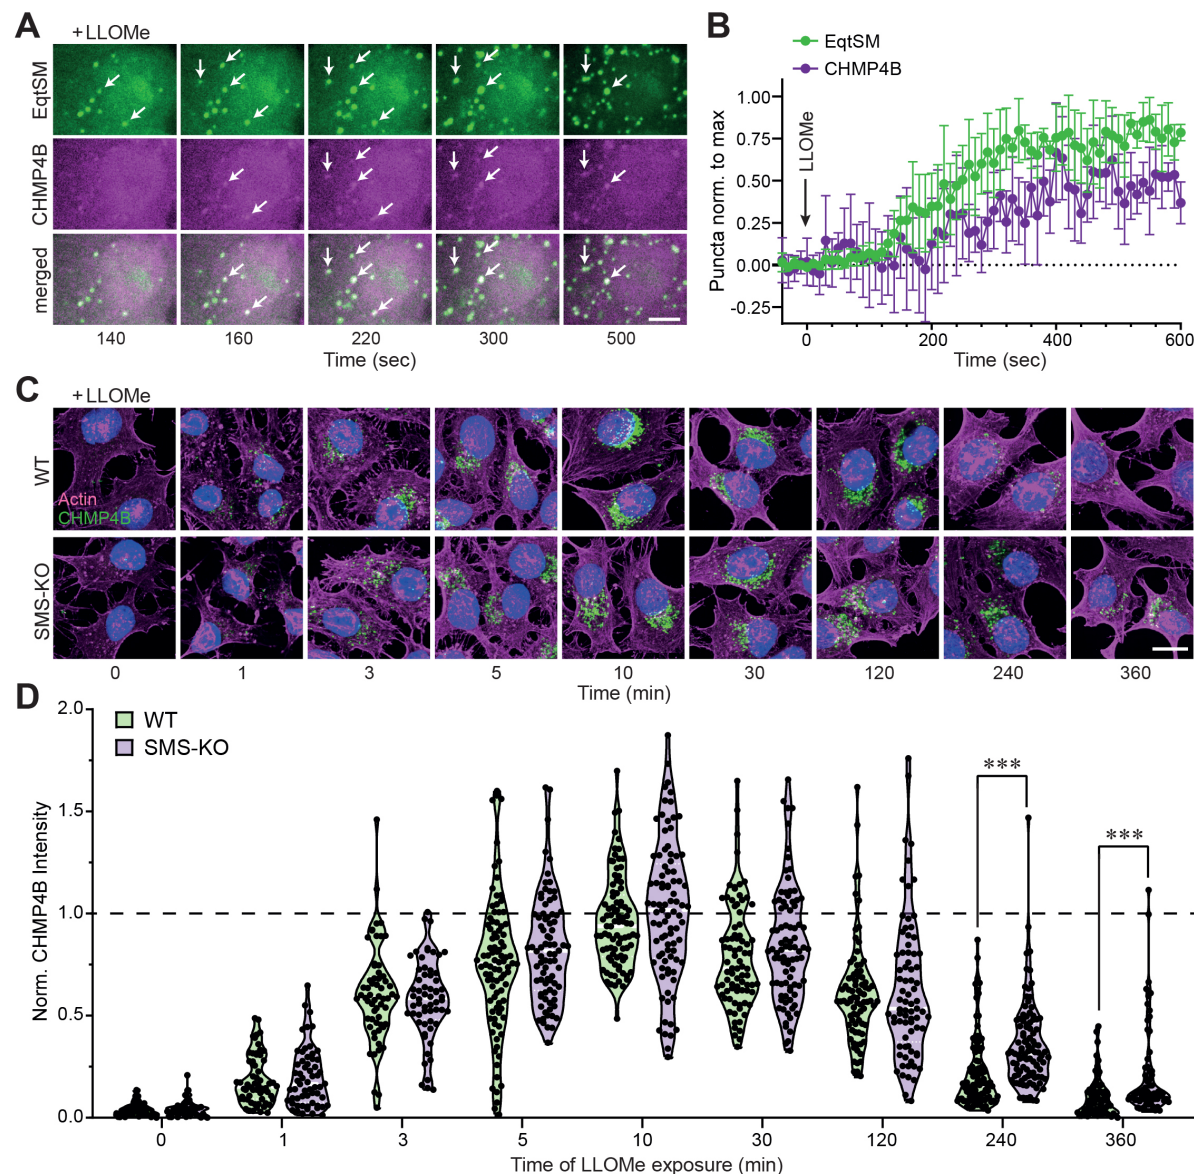 A
+LLOMe
EqtSM
CHMP4B
merged
140 160 220 300 500
Time (sec)
B
EqtSM
CHMP4B
LLOMe
Puncta norm. to max
1.00
0.75
0.50
0.25
0.00
-0.25
0 200 400 600
Time (sec)
C
+LLOMe
WT
Actin
CHMP4B
SMS-KO
0 1 3 5 10 30 120 240 360
Time (min)
D
WT
SMS-KO
Norm. CHMP4B Intensity
2.0
1.5
1.0
0.5
0.0
***
***
0 1 3 5 10 30 120 240 360
Time of LLOMe exposure (min)